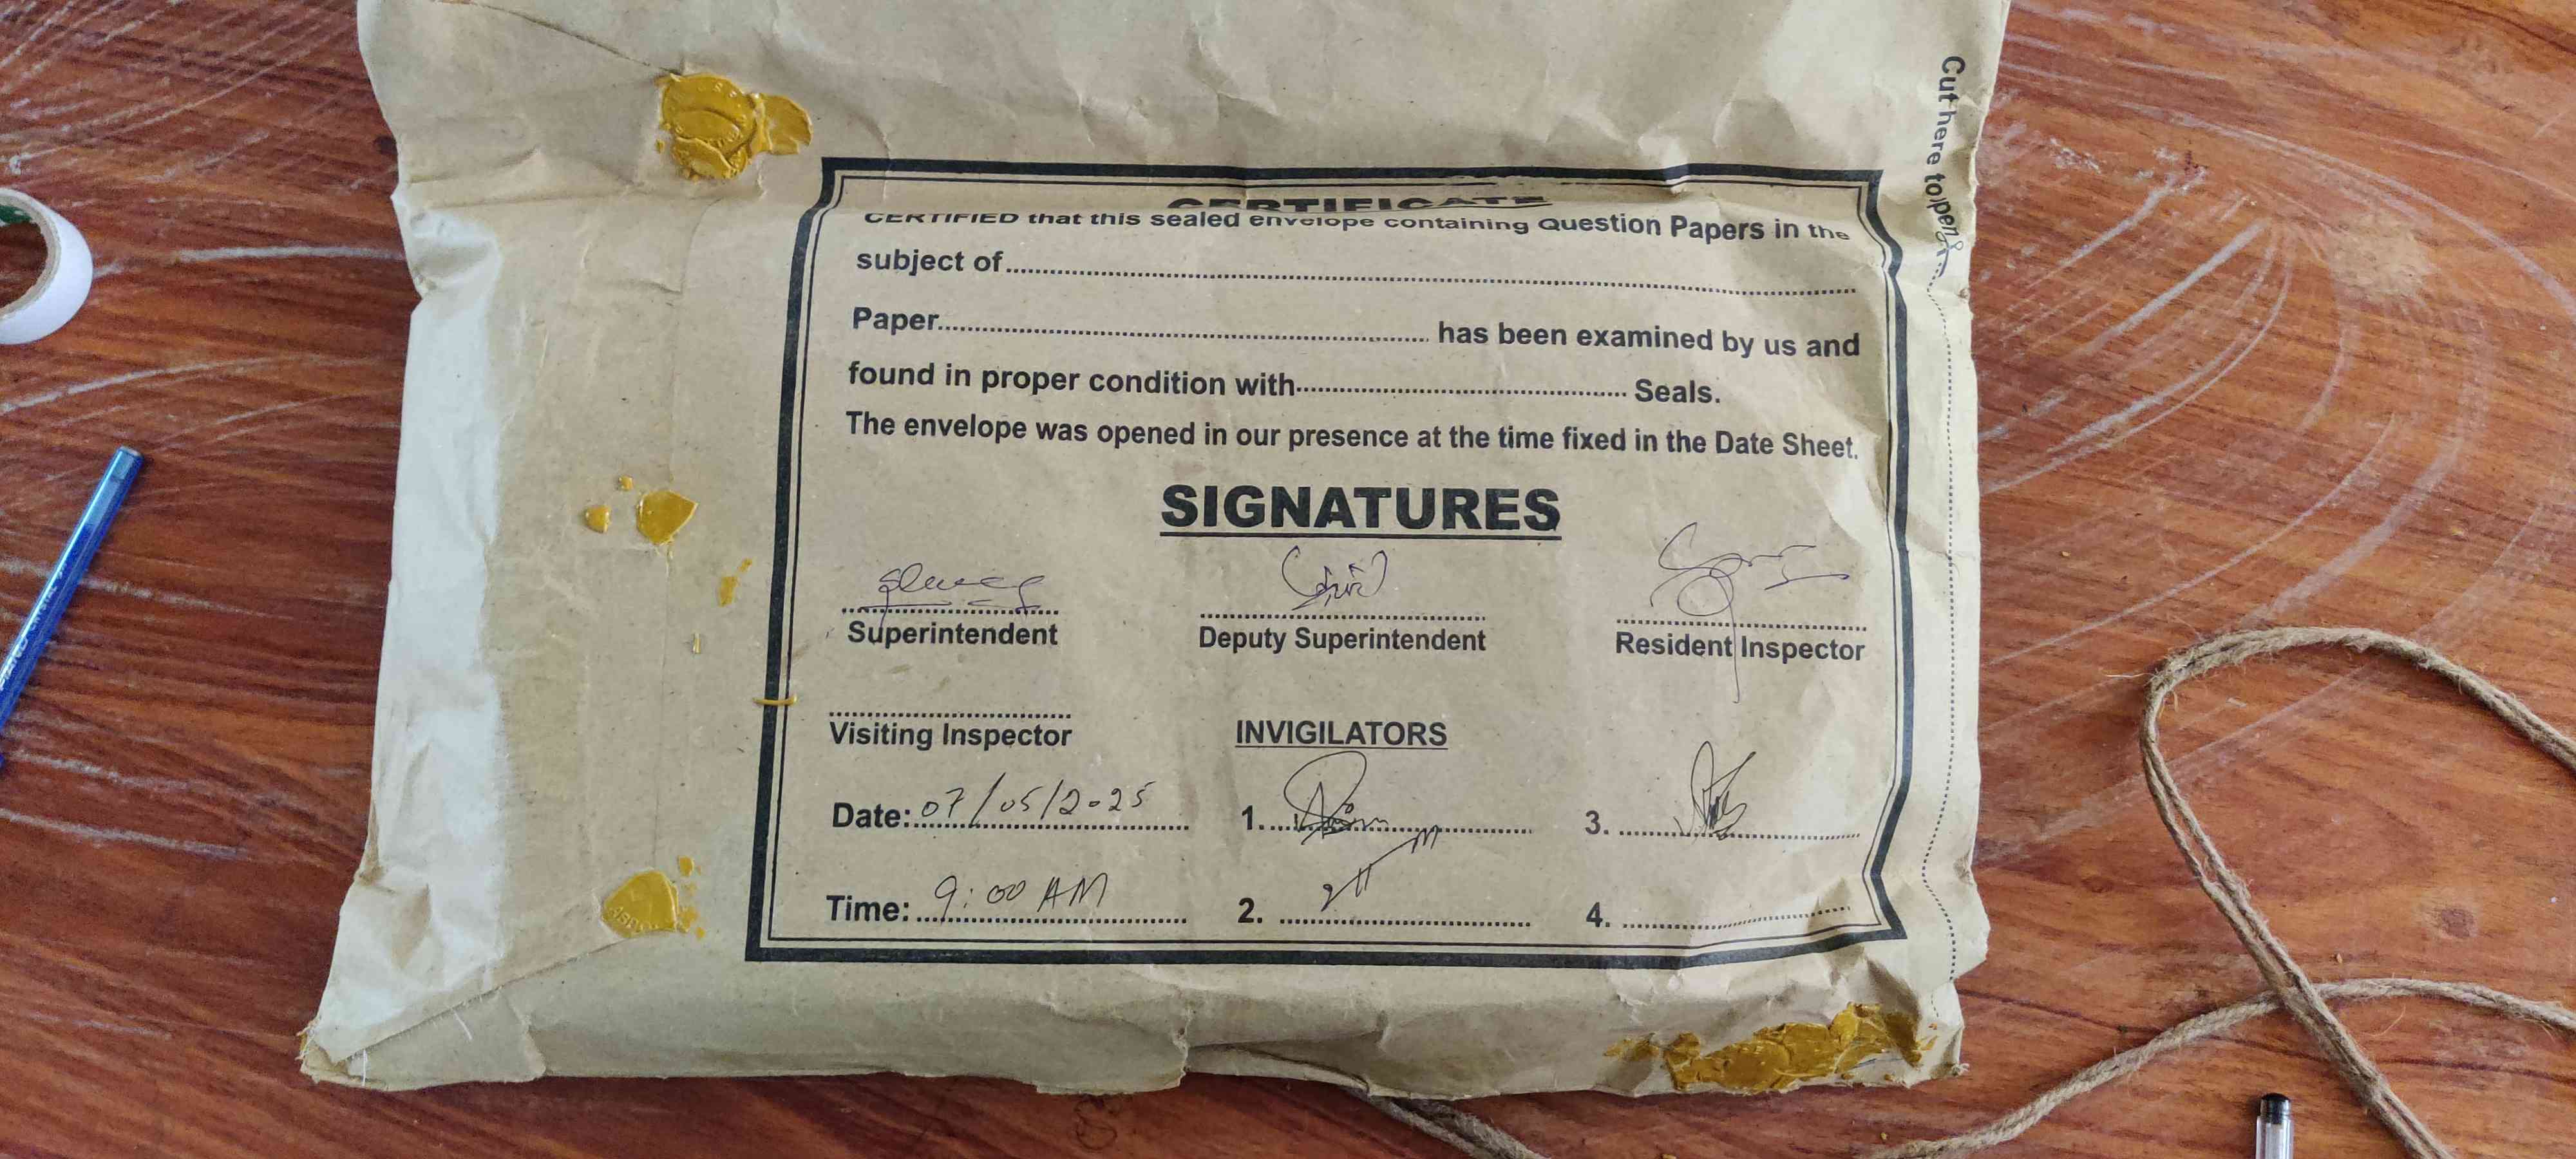 Cut here to open
CERTIFICATE
CERTIFIED that this sealed envelope containing Question Papers in the
subject of
Paper has been examined by us and
found in proper condition with Seals.
The envelope was opened in our presence at the time fixed in the Date Sheet.
SIGNATURES
Superintendent Deputy Superintendent Resident Inspector
Visiting Inspector INVIGILATORS
Date: 07/05/2025 1. 3.
Time: 9:00 AM 2. 4.